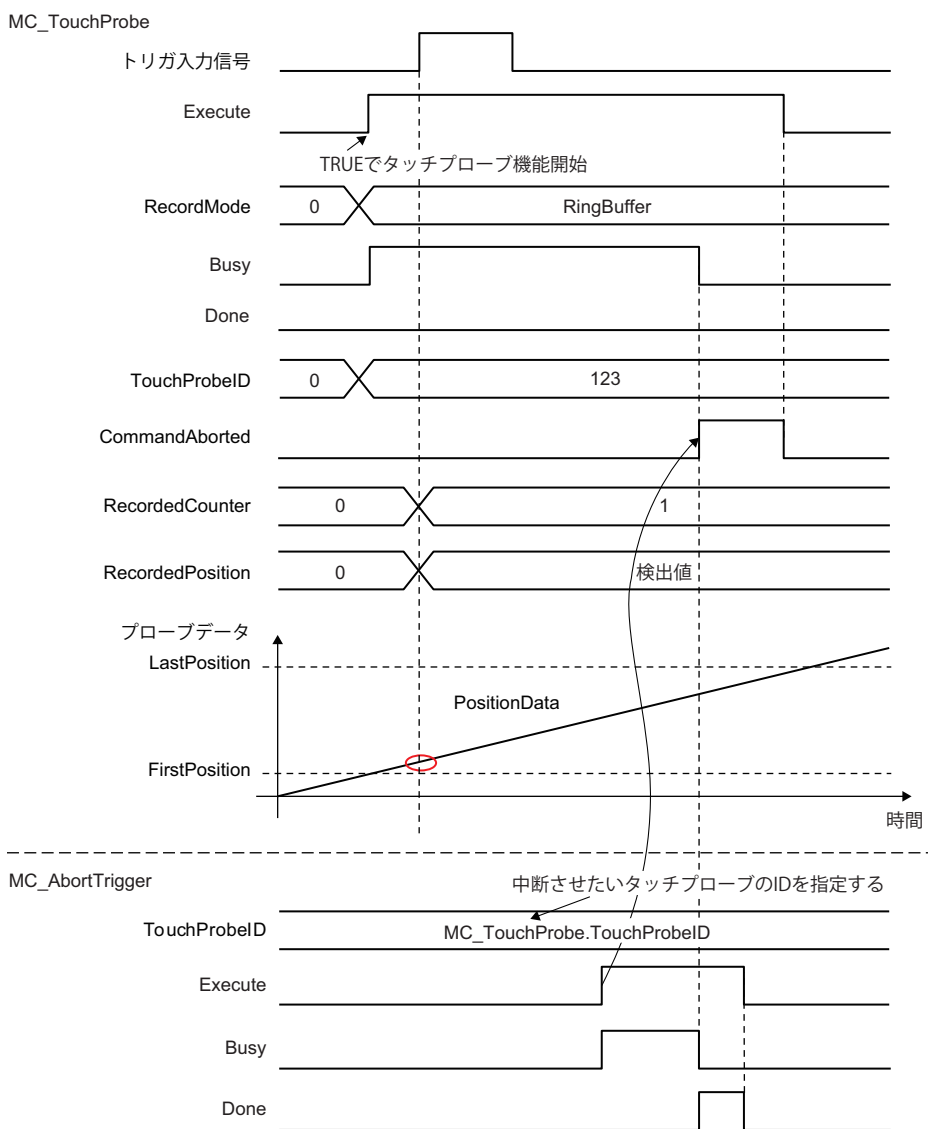 MC_TouchProbe
トリガ入力信号
Execute
TRUEでタッチプローブ機能開始
RecordMode
0
RingBuffer
Busy
Done
TouchProbeID
0
123
CommandAborted
RecordedCounter
0
1
RecordedPosition
0
検出値
プローブデータ
LastPosition
PositionData
FirstPosition
時間
MC_AbortTrigger
中断させたいタッチプローブのIDを指定する
TouchProbeID
MC_TouchProbe.TouchProbeID
Execute
Busy
Done